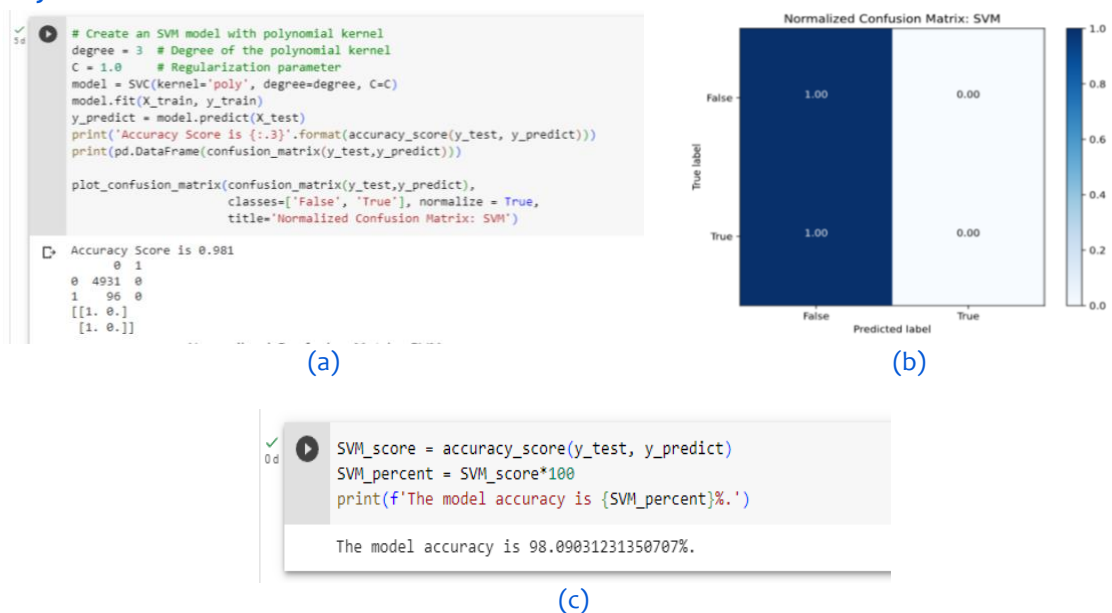 5d
# Create an SVM model with polynomial kernel
degree = 3  # Degree of the polynomial kernel
C = 1.0     # Regularization parameter
model = SVC(kernel='poly', degree=degree, C=C)
model.fit(X_train, y_train)
y_predict = model.predict(X_test)
print('Accuracy Score is {:.3}'.format(accuracy_score(y_test, y_predict)))
print(pd.DataFrame(confusion_matrix(y_test,y_predict)))
plot_confusion_matrix(confusion_matrix(y_test,y_predict),
classes=['False', 'True'], normalize = True,
title='Normalized Confusion Matrix: SVM')
Accuracy Score is 0.981
0 1
0 4931 0
1 96 0
[[1. 0.]
[1. 0.]]
(a)
Normalized Confusion Matrix: SVM
True label
False
1.00 0.00
True
1.00 0.00
False True
Predicted label
1.0
0.8
0.6
0.4
0.2
0.0
(b)
0 d
SVM_score = accuracy_score(y_test, y_predict)
SVM_percent = SVM_score*100
print(f'The model accuracy is {SVM_percent}%.')
The model accuracy is 98.09031231350707%.
(c)